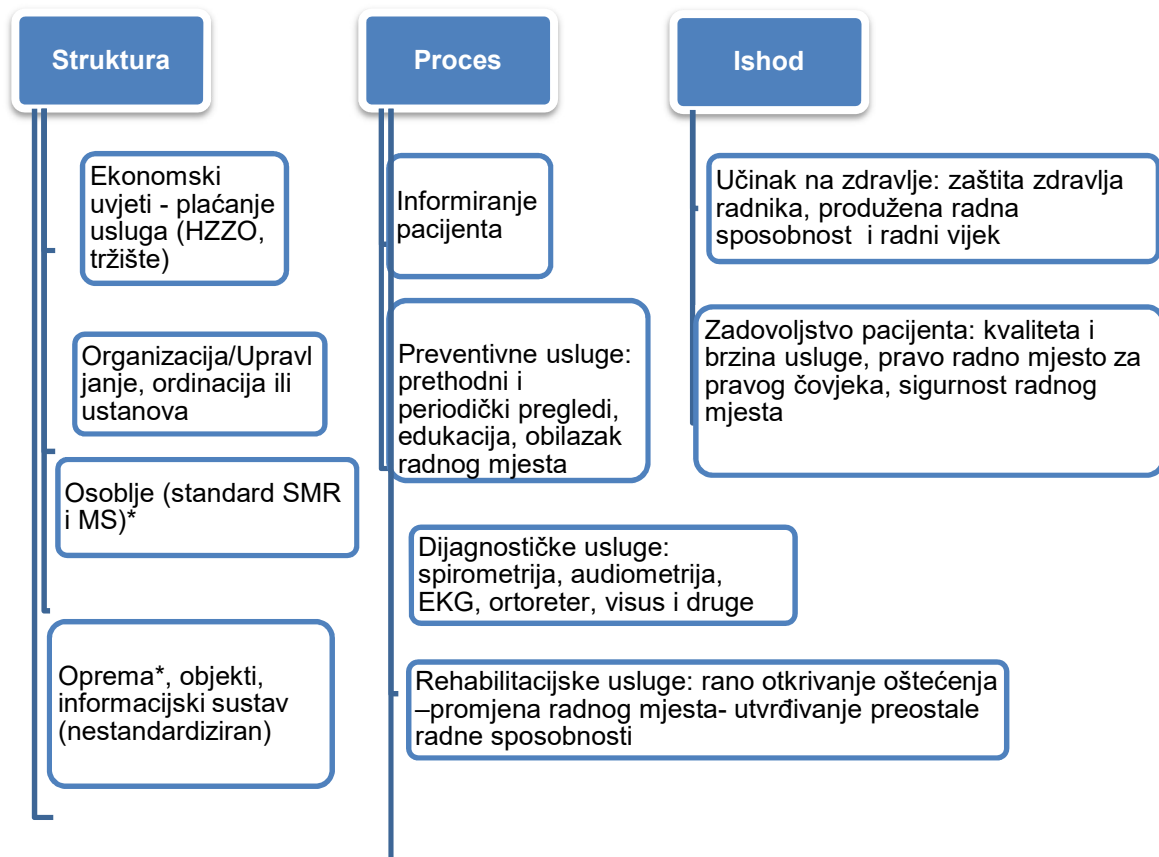 Struktura
Ekonomski
uvjeti - plaćanje
usluga (HZZO,
tržište)
Organizacija/Upravl
janje, ordinacija ili
ustanova
Osoblje (standard SMR
i MS)*
Oprema*, objekti,
informacijski sustav
(nestandardiziran)
Proces
Informiranje
pacijenta
Preventivne usluge:
prethodni i
periodički pregledi,
edukacija, obilazak
radnog mjesta
Dijagnostičke usluge:
spirometrija, audiometrija,
EKG, ortoreter, visus i druge
Rehabilitacijske usluge: rano otkrivanje oštećenja
–promjena radnog mjesta- utvrđivanje preostale
radne sposobnosti
Ishod
Učinak na zdravlje: zaštita zdravlja
radnika, produžena radna
sposobnost i radni vijek
Zadovoljstvo pacijenta: kvaliteta i
brzina usluge, pravo radno mjesto za
pravog čovjeka, sigurnost radnog
mjesta